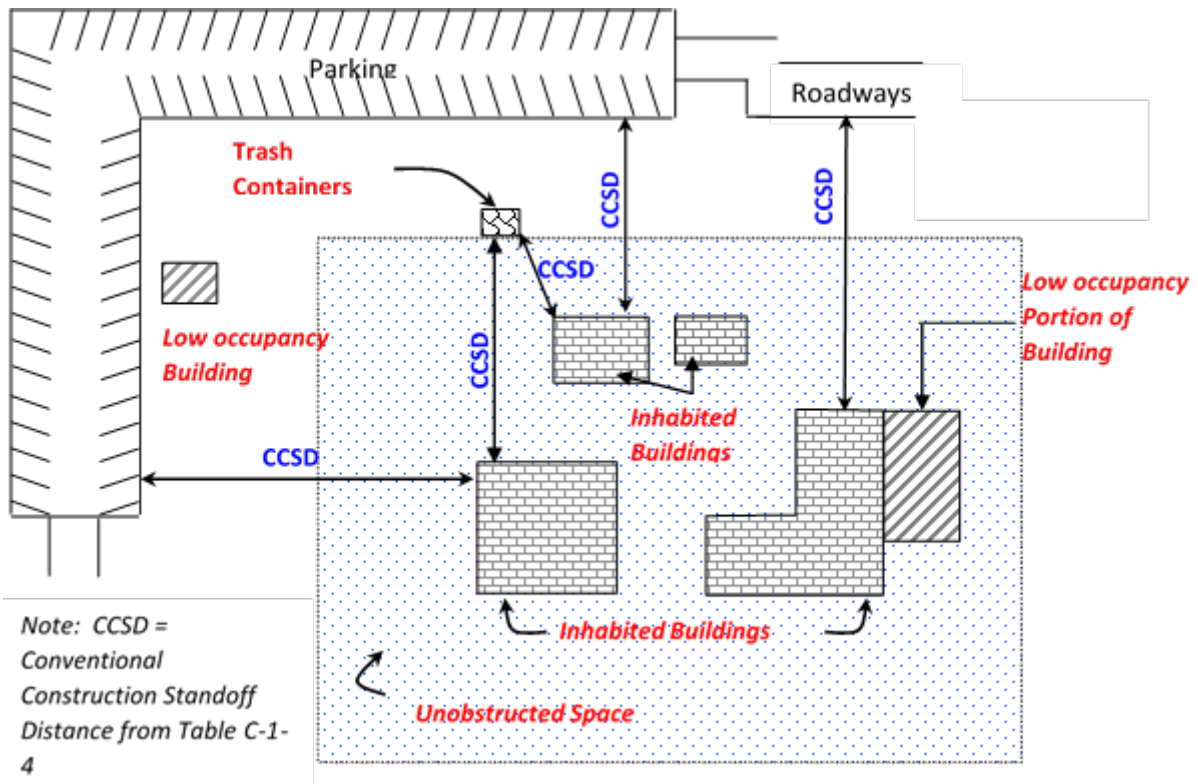 Parking
Roadways
Trash
Containers
CCSD
CCSD
CCSD
Low occupancy
Portion of
Building
Low occupancy
Building
CCSD
Inhabited
Buildings
CCSD
Inhabited Buildings
Note: CCSD =
Conventional
Construction Standoff
Distance from Table C-1-
4
Unobstructed Space